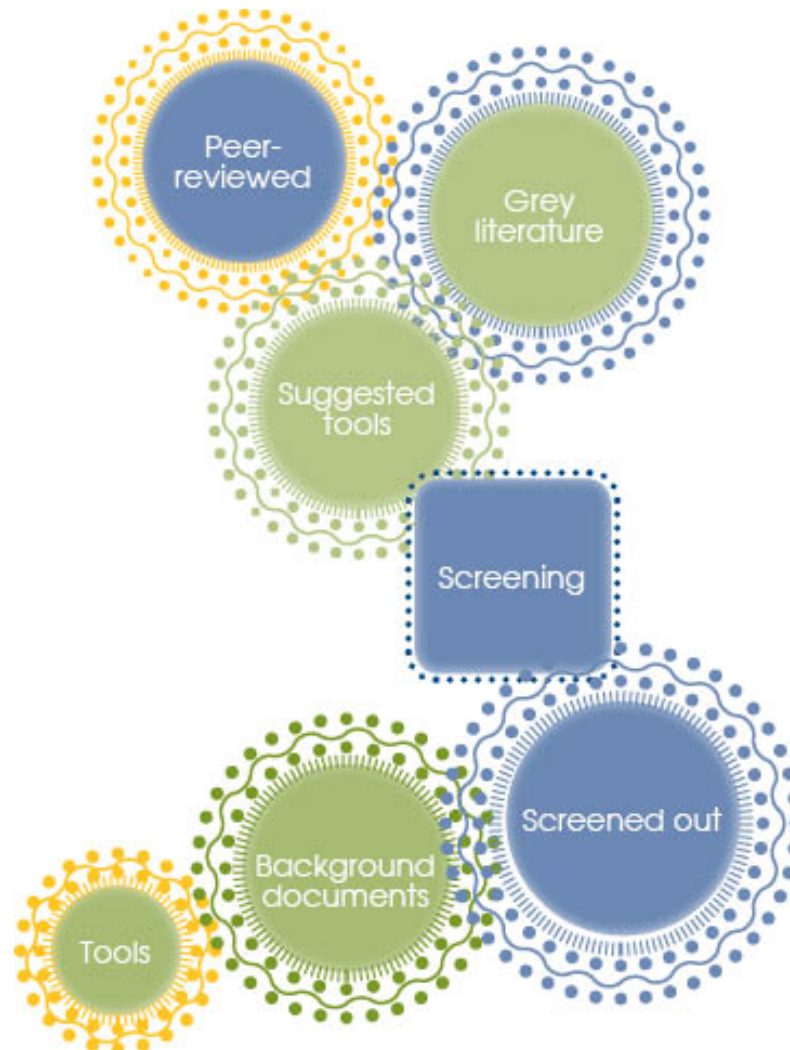 Peer-
reviewed
Grey
literature
Suggested
tools
Screening
Screened out
Background
documents
Tools